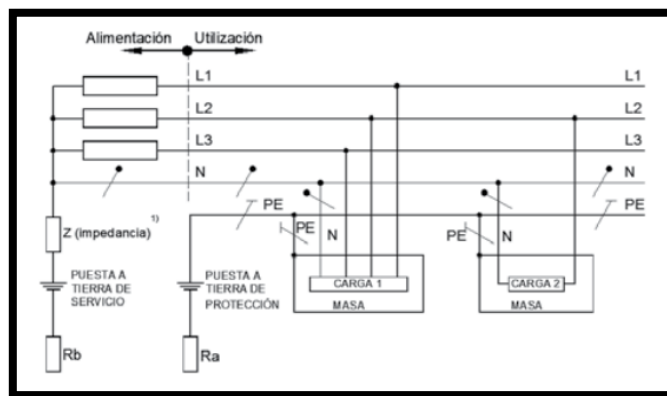 Alimentación Utilización
L1 L1
L2 L2
L3 L3
N N
PE PE
PE N PE N
Z (impedancia) 1)
PUESTA A TIERRA DE SERVICIO
PUESTA A TIERRA DE PROTECCIÓN
CARGA 1
MASA
CARGA 2
MASA
Rb Ra